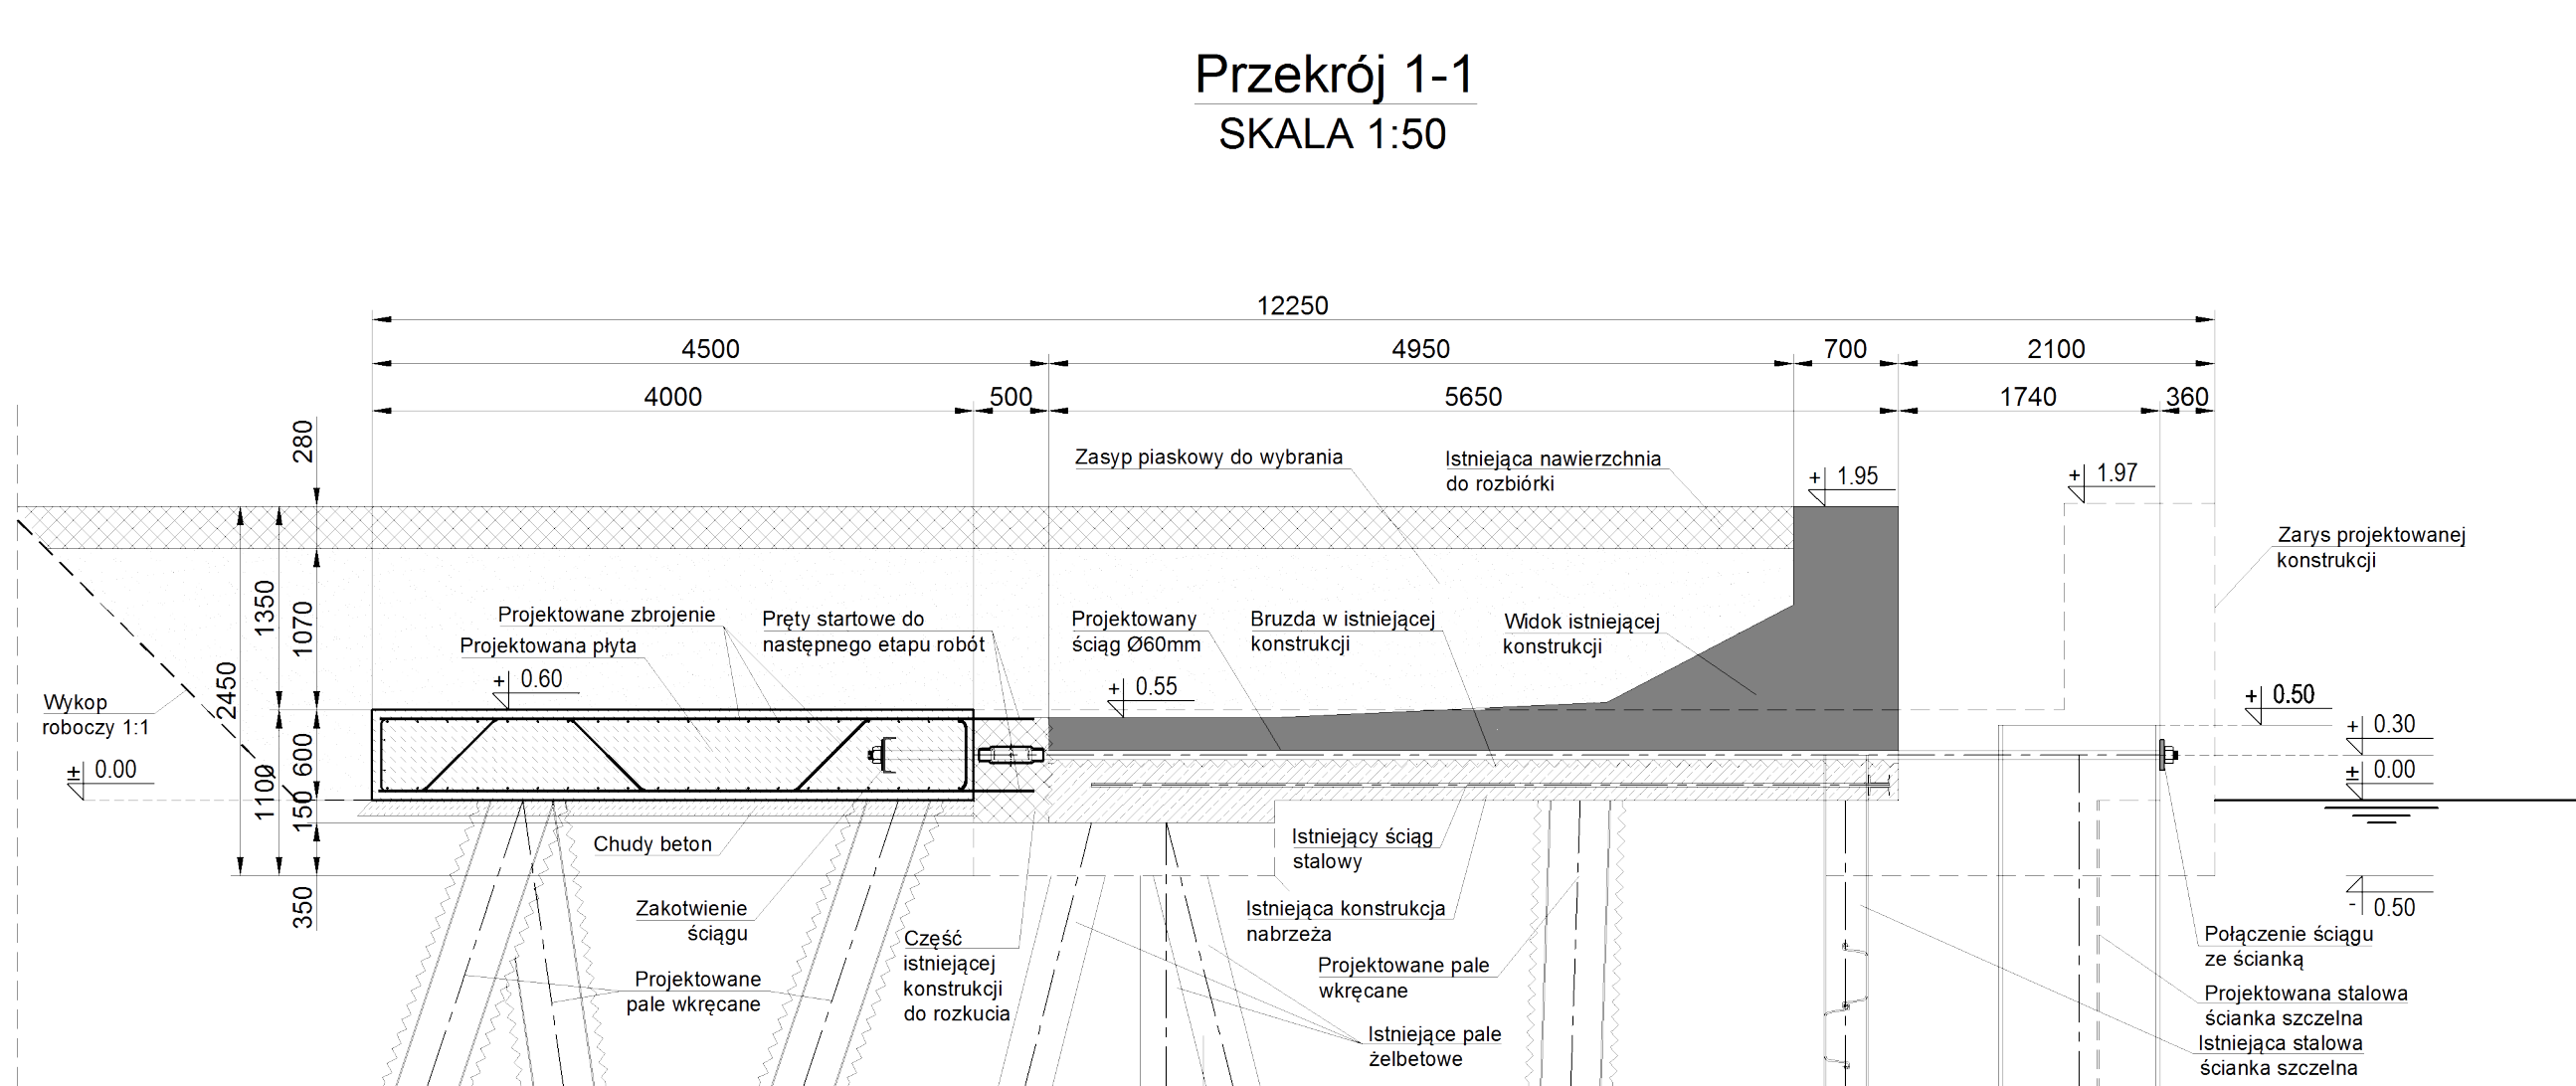 Przekrój 1-1
SKALA 1:50
12250
4500
4950
700
2100
4000
500
5650
1740
360
280
1350
1070
2450
1100
600
150
350
Zasyp piaskowy do wybrania
Istniejąca nawierzchnia
do rozbiórki
+ 1.95
+ 1.97
Zarys projektowanej
konstrukcji
Projektowane zbrojenie
Projektowana płyta
+ 0.60
Pręty startowe do
następnego etapu robót
Projektowany
ściąg Ø60mm
Bruzda w istniejącej
konstrukcji
Widok istniejącej
konstrukcji
+ 0.55
Wykop
roboczy 1:1
± 0.00
+ 0.50
+ 0.30
± 0.00
- 0.50
Chudy beton
Istniejący ściąg
stalowy
Zakotwienie
ściągu
Część
istniejącej
konstrukcji
do rozkucia
Istniejąca konstrukcja
nabrzeża
Projektowane pale
wkręcane
Projektowane
pale wkręcane
Istniejące pale
żelbetowe
Połączenie ściągu
ze ścianką
Projektowana stalowa
ścianka szczelna
Istniejąca stalowa
ścianka szczelna